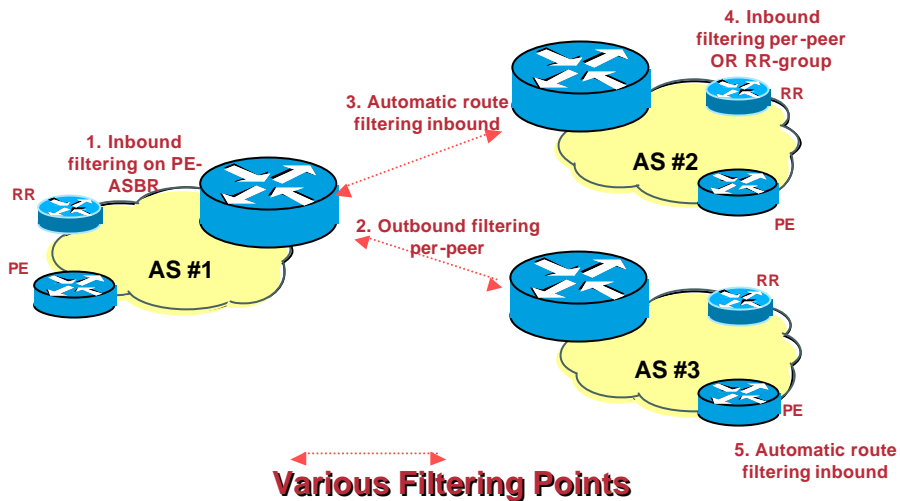 4. Inbound
filtering per-peer
OR RR-group
RR
3. Automatic route
filtering inbound
1. Inbound
filtering on PE-
ASBR
AS #2
RR
PE
2. Outbound filtering
per-peer
PE
AS #1
RR
AS #3
PE
5. Automatic route
filtering inbound
Various Filtering Points